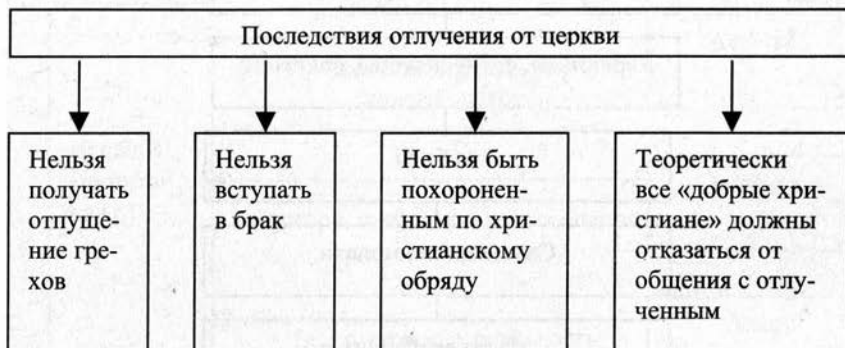 Последствия отлучения от церкви
Нельзя
получать
отпуще-
ние гре-
хов
Нельзя
вступать
в брак
Нельзя быть
похоронен-
ным по хри-
стианскому
обряду
Теоретически
все «добрые хри-
стиане» должны
отказаться от
общения с отлу-
ченным